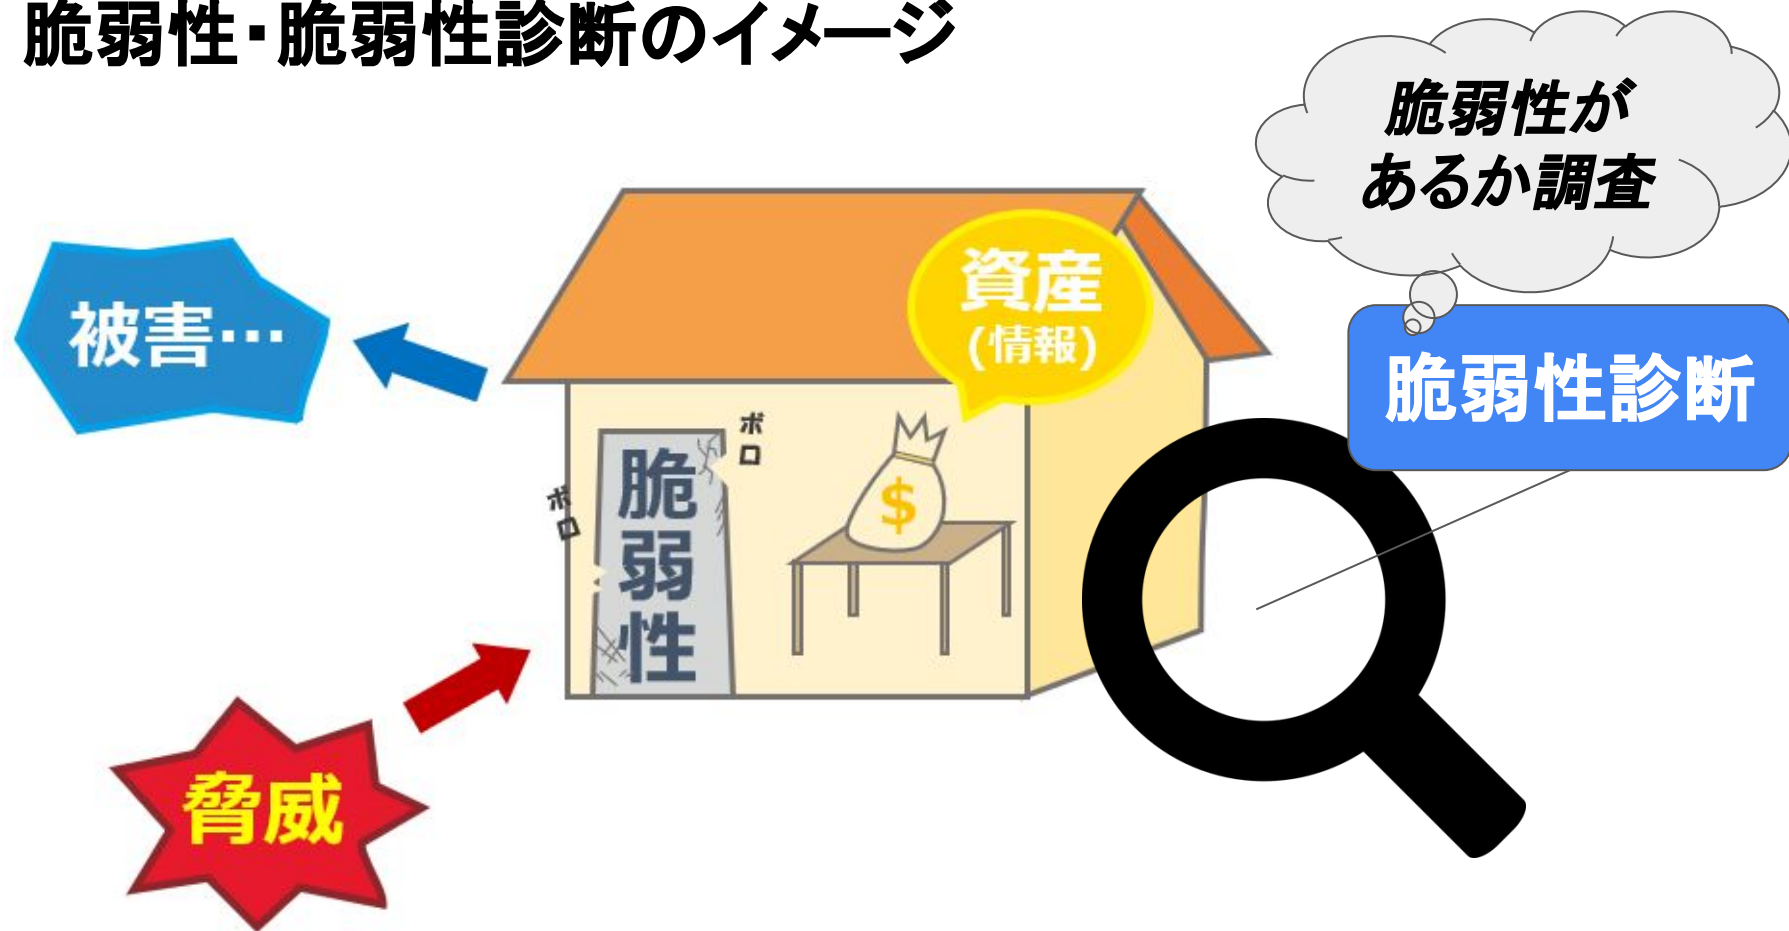 脆弱性・脆弱性診断のイメージ
脆弱性が
あるか調査
脆弱性診断
資産
(情報)
被害…
ボロ
ボロ
脆弱性
$
脅威